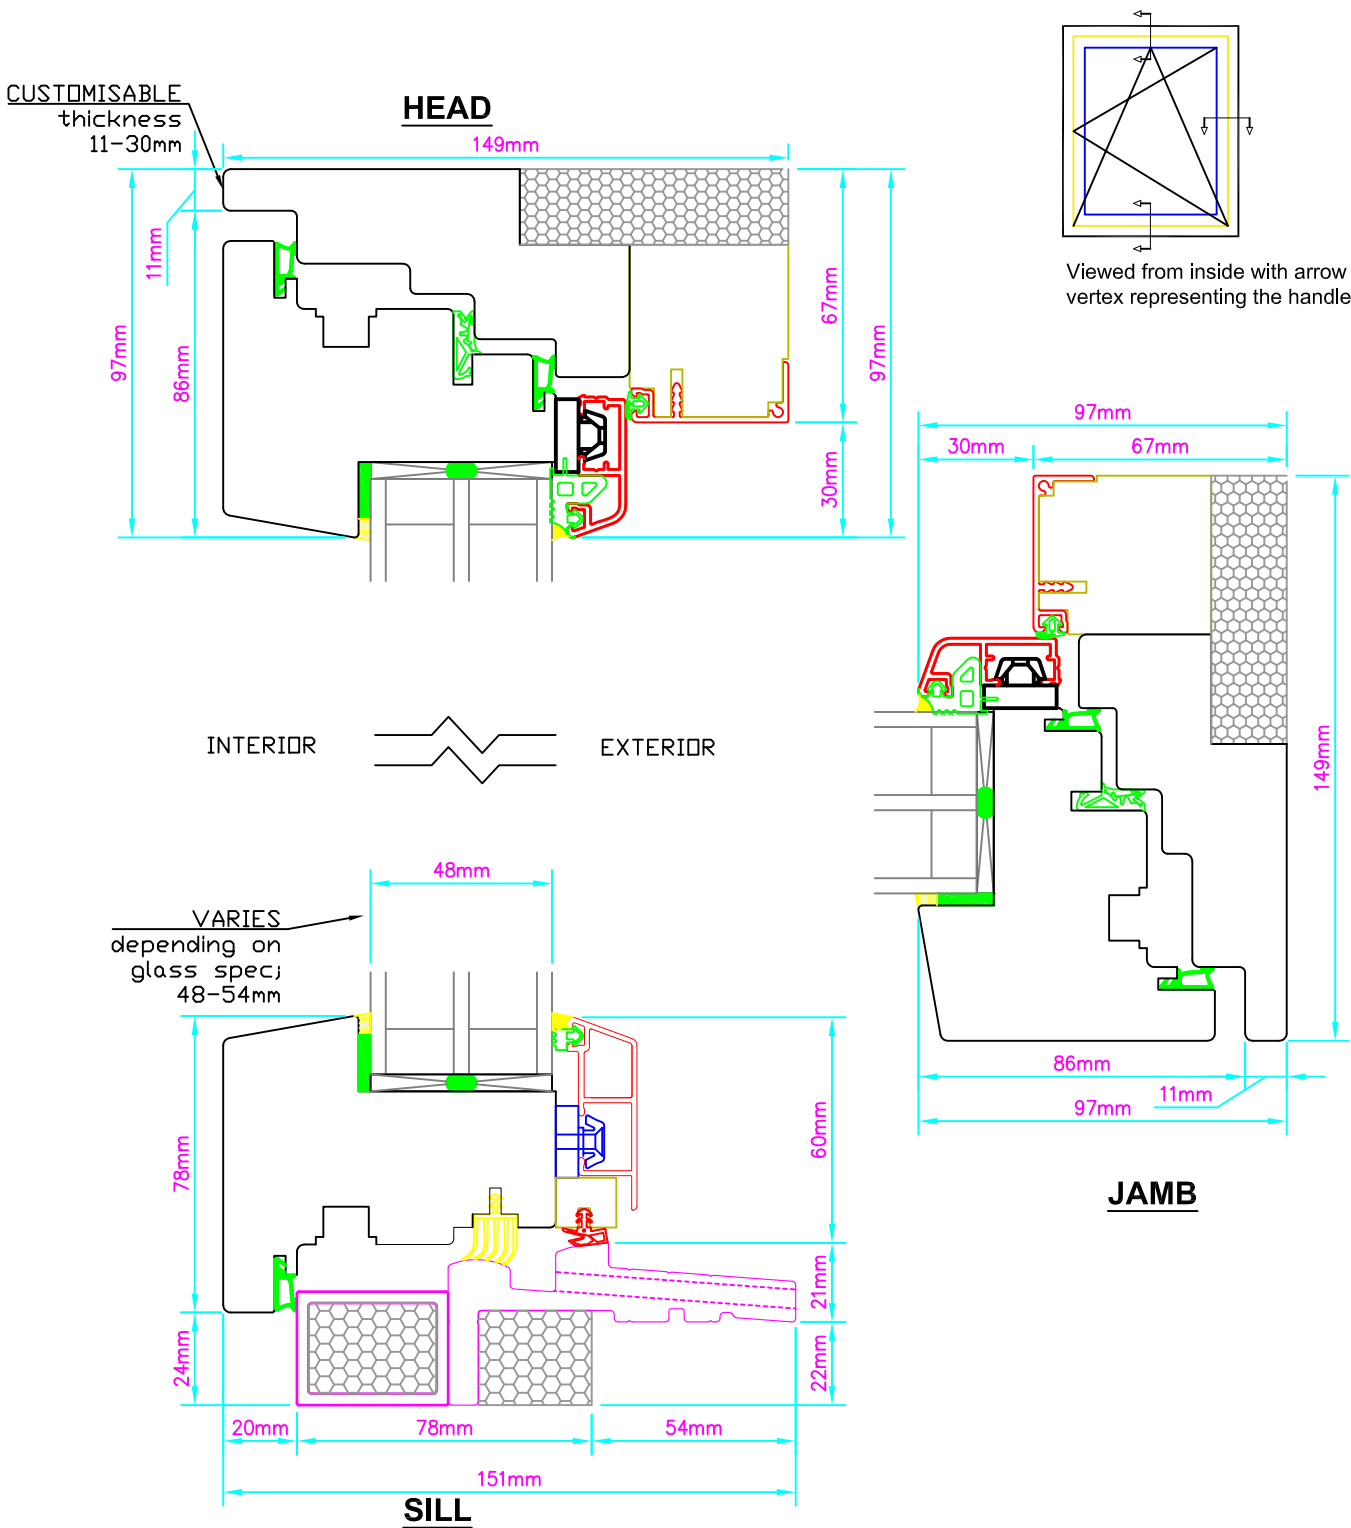 CUSTOMISABLE
thickness
11-30mm
HEAD
149mm
11mm
97mm
86mm
67mm
97mm
30mm
Viewed from inside with arrow
vertex representing the handle
97mm
30mm
67mm
149mm
86mm
11mm
97mm
JAMB
INTERIOR
EXTERIOR
48mm
VARIES
depending on
glass spec;
48-54mm
78mm
60mm
24mm
21mm
22mm
20mm
78mm
54mm
151mm
SILL